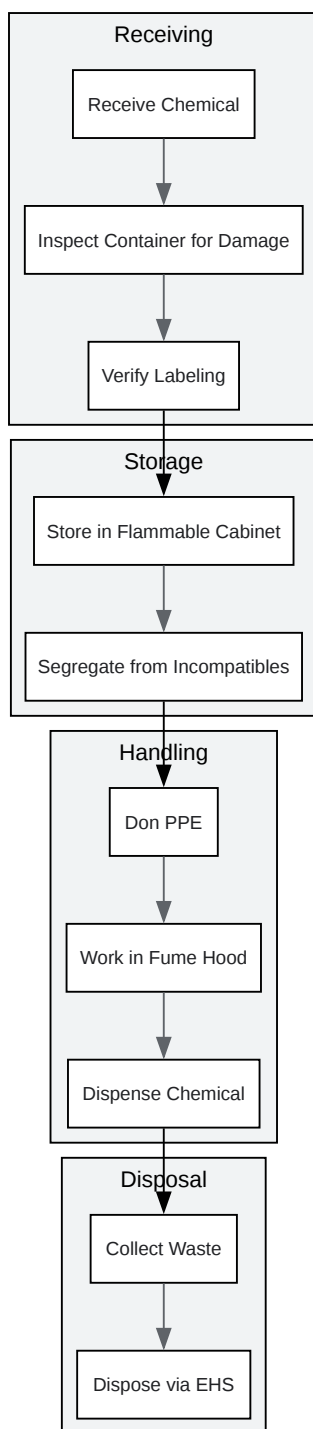 Receiving
Receive Chemical
Inspect Container for Damage
Verify Labeling
Storage
Store in Flammable Cabinet
Segregate from Incompatibles
Handling
Don PPE
Work in Fume Hood
Dispense Chemical
Disposal
Collect Waste
Dispose via EHS